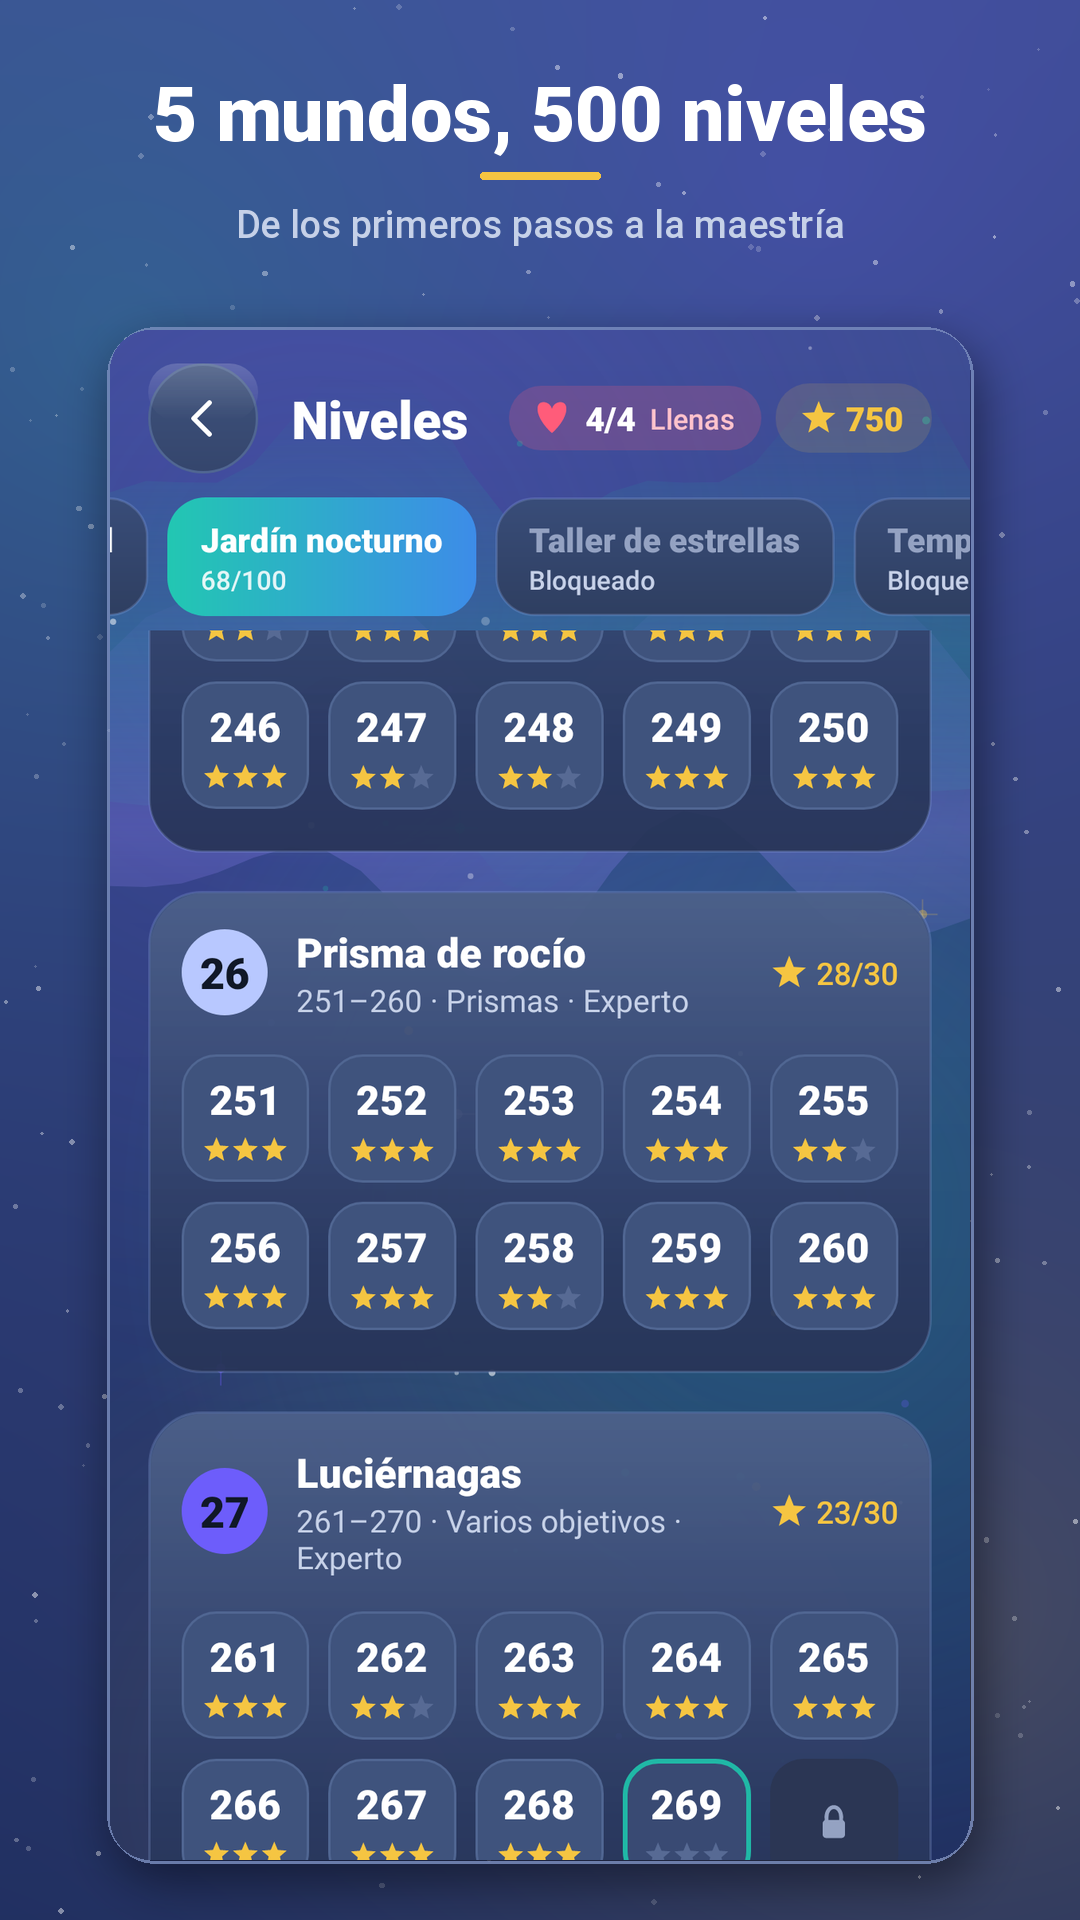 5 mundos, 500 niveles
De los primeros pasos a la maestría
Niveles
4/4 Llenas
750
Jardín nocturno
68/100
Taller de estrellas
Bloqueado
Temp
Bloque
246 247 248 249 250
26
Prisma de rocío
251–260 · Prismas · Experto
28/30
251 252 253 254 255
256 257 258 259 260
27
Luciérnagas
261–270 · Varios objetivos ·
Experto
23/30
261 262 263 264 265
266 267 268 269